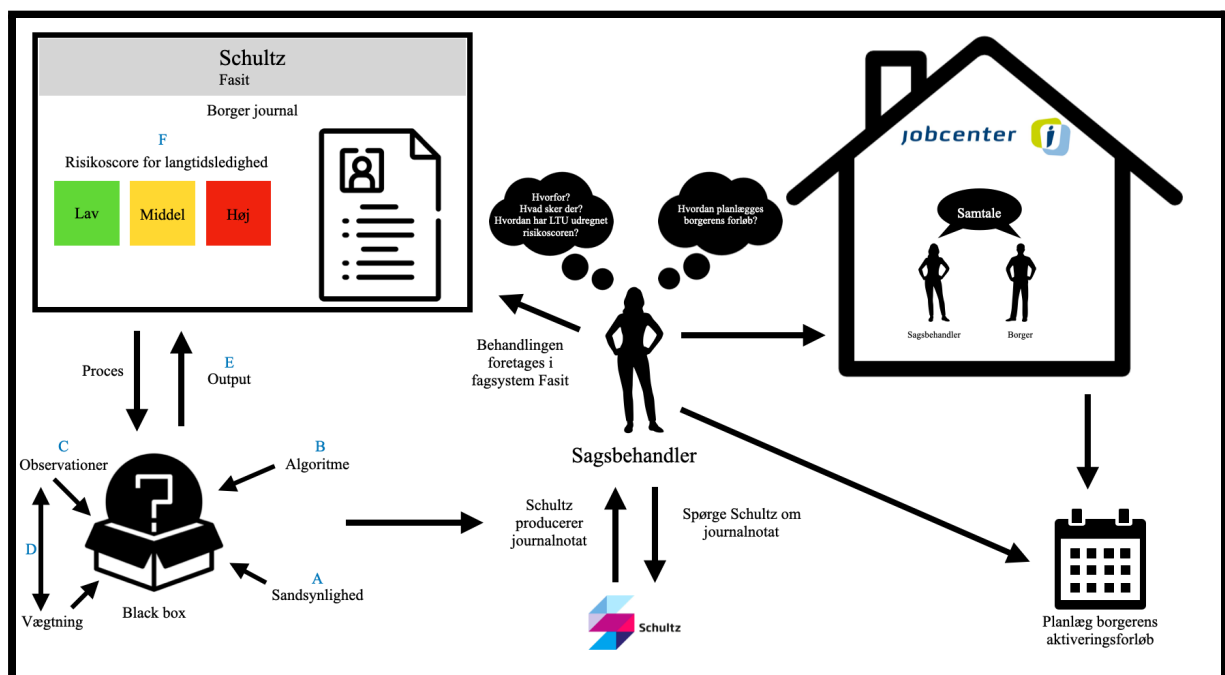 Schultz
Fasit
Borger journal
F
Risikoscore for langtidsledighed
Lav
Middel
Høj
Hvorfor?
Hvad sker der?
Hvordan har LTU udregnet
risikoscoren?
Hvordan planlægges
borgerens forløb?
jobcenter
Samtale
Sagsbehandler
Borger
Behandlingen
foretages i
fagsystem Fasit
Proces
E
Output
C
Observationer
B
Algoritme
D
A
Sandsynlighed
Vægtning
Black box
Sagsbehandler
Schultz
producerer
journalnotat
Spørge Schultz om
journalnotat
Schultz
Planlæg borgerens
aktiveringsforløb